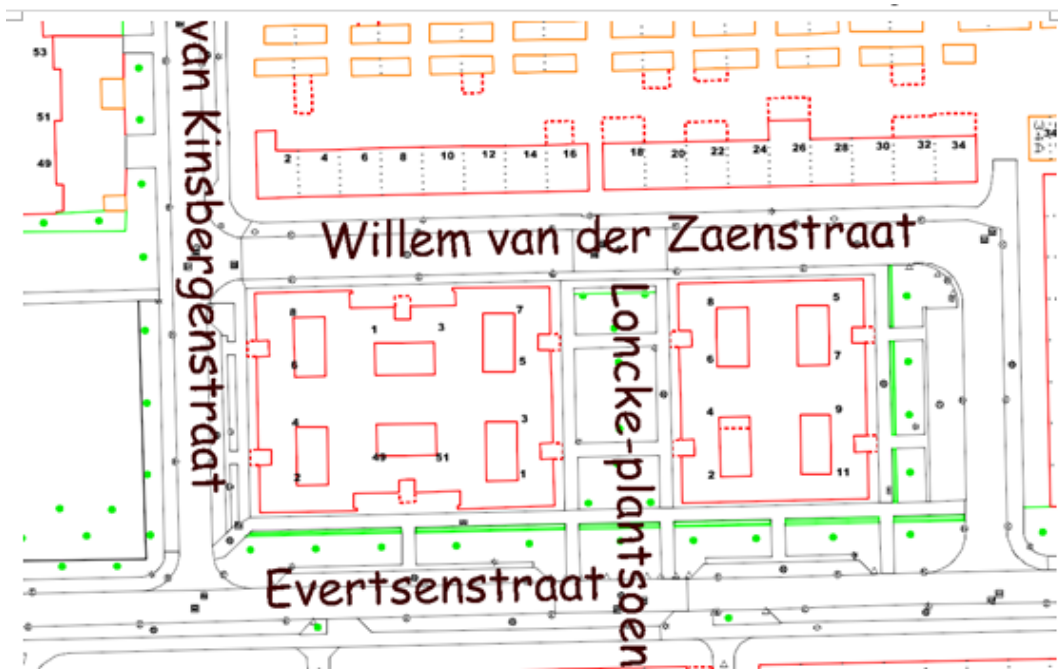 van Kinsbergenstraat
53
51
49
2 4 6 8 10 12 14 16 18 20 22 24 26 28 30 32 34
34A
Willem van der Zaenstraat
Loncke-plantsoen
8 1 3 7
6 5
4 3
2 49 51 1
8 5
6 7
4 9
2 11
Evertsenstraat